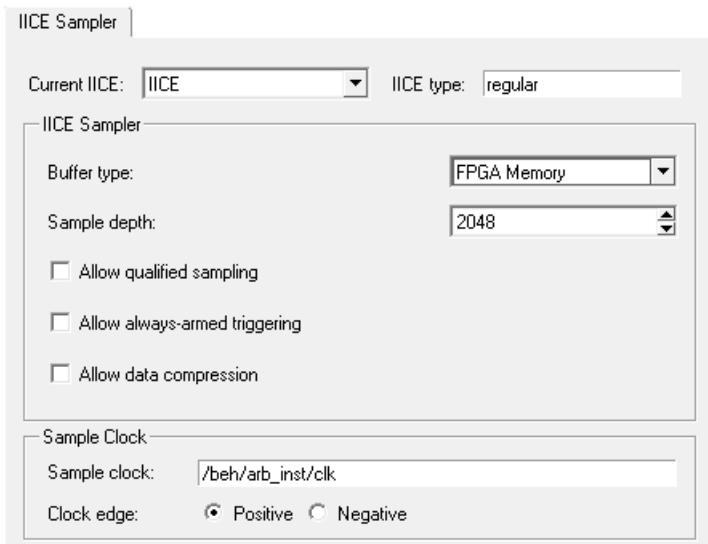 IICE Sampler
Current IICE: IICE IICE type: regular
IICE Sampler
Buffer type: FPGA Memory
Sample depth: 2048
Allow qualified sampling
Allow always-armed triggering
Allow data compression
Sample Clock
Sample clock: /beh/arb_inst/clk
Clock edge: Positive Negative